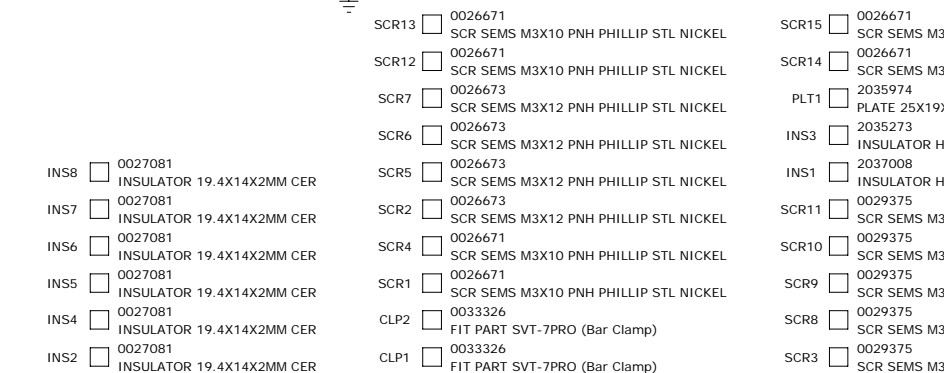 SCR13 0026671
SCR SEMS M3X10 PNH PHILLIP STL NICKEL
SCR12 0026671
SCR SEMS M3X10 PNH PHILLIP STL NICKEL
SCR7 0026673
SCR SEMS M3X12 PNH PHILLIP STL NICKEL
SCR6 0026673
SCR SEMS M3X12 PNH PHILLIP STL NICKEL
SCR5 0026673
SCR SEMS M3X12 PNH PHILLIP STL NICKEL
SCR2 0026673
SCR SEMS M3X12 PNH PHILLIP STL NICKEL
SCR4 0026671
SCR SEMS M3X10 PNH PHILLIP STL NICKEL
SCR1 0026671
SCR SEMS M3X10 PNH PHILLIP STL NICKEL
CLP2 0033326
FIT PART SVT-7PRO (Bar Clamp)
CLP1 0033326
FIT PART SVT-7PRO (Bar Clamp)
INS8 0027081
INSULATOR 19.4X14X2MM CER
INS7 0027081
INSULATOR 19.4X14X2MM CER
INS6 0027081
INSULATOR 19.4X14X2MM CER
INS5 0027081
INSULATOR 19.4X14X2MM CER
INS4 0027081
INSULATOR 19.4X14X2MM CER
INS2 0027081
INSULATOR 19.4X14X2MM CER
SCR15 0026671
SCR SEMS M3
SCR14 0026671
SCR SEMS M3
PLT1 2035974
PLATE 25X19X
INS3 2035273
INSULATOR H
INS1 2037008
INSULATOR H
SCR11 0029375
SCR SEMS M3
SCR10 0029375
SCR SEMS M3
SCR9 0029375
SCR SEMS M3
SCR8 0029375
SCR SEMS M3
SCR3 0029375
SCR SEMS M3